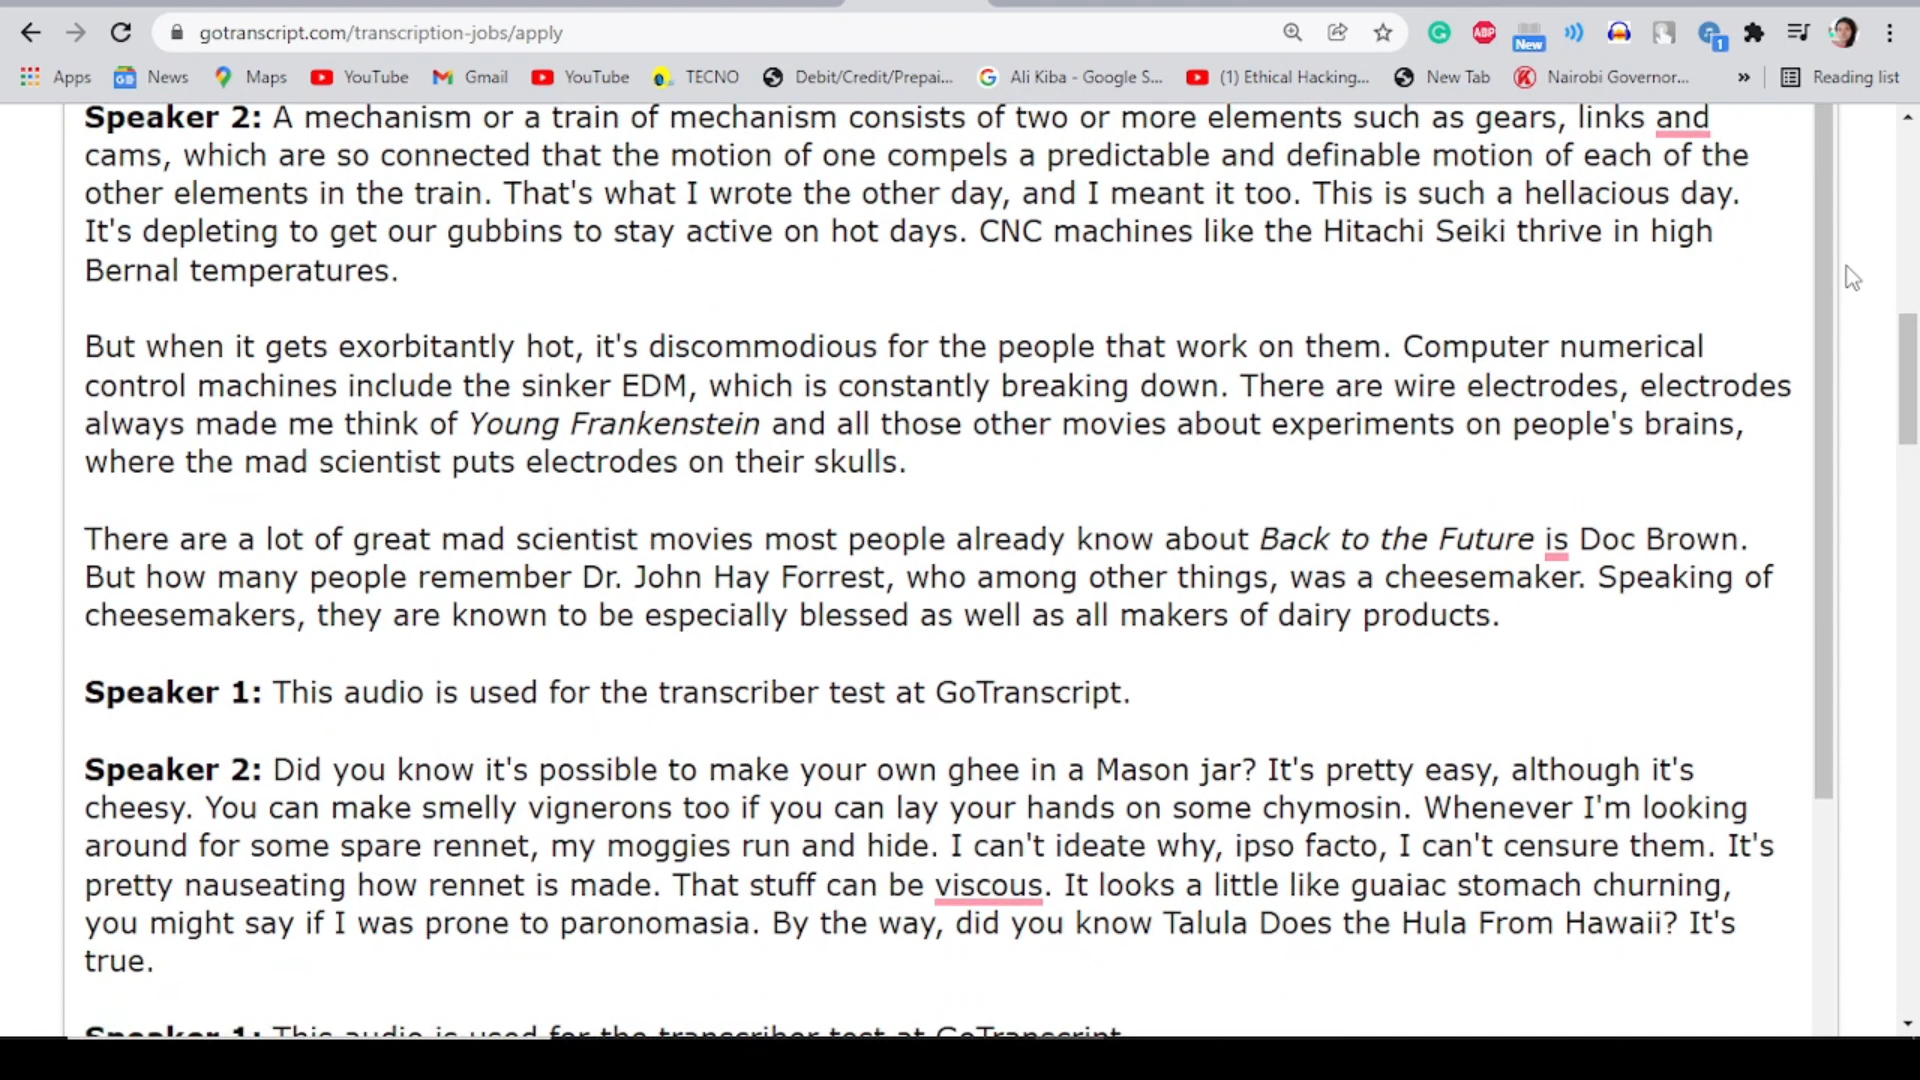 gotranscript.com/transcription-jobs/apply
ABP
New
1
Apps
News
Maps
YouTube
Gmail
YouTube
TECNO
Debit/Credit/Prepai...
Ali Kiba - Google S...
(1) Ethical Hacking...
New Tab
Nairobi Governor...
»
Reading list
Speaker 2: A mechanism or a train of mechanism consists of two or more elements such as gears, links and
cams, which are so connected that the motion of one compels a predictable and definable motion of each of the
other elements in the train. That's what I wrote the other day, and I meant it too. This is such a hellacious day.
It's depleting to get our gubbins to stay active on hot days. CNC machines like the Hitachi Seiki thrive in high
Bernal temperatures.
But when it gets exorbitantly hot, it's discommodious for the people that work on them. Computer numerical
control machines include the sinker EDM, which is constantly breaking down. There are wire electrodes, electrodes
always made me think of Young Frankenstein and all those other movies about experiments on people's brains,
where the mad scientist puts electrodes on their skulls.
There are a lot of great mad scientist movies most people already know about Back to the Future is Doc Brown.
But how many people remember Dr. John Hay Forrest, who among other things, was a cheesemaker. Speaking of
cheesemakers, they are known to be especially blessed as well as all makers of dairy products.
Speaker 1: This audio is used for the transcriber test at GoTranscript.
Speaker 2: Did you know it's possible to make your own ghee in a Mason jar? It's pretty easy, although it's
cheesy. You can make smelly vignerons too if you can lay your hands on some chymosin. Whenever I'm looking
around for some spare rennet, my moggies run and hide. I can't ideate why, ipso facto, I can't censure them. It's
pretty nauseating how rennet is made. That stuff can be viscous. It looks a little like guaiac stomach churning,
you might say if I was prone to paronomasia. By the way, did you know Talula Does the Hula From Hawaii? It's
true.
Speaker 1: This audio is used for the transcriber test at GoTranscript.